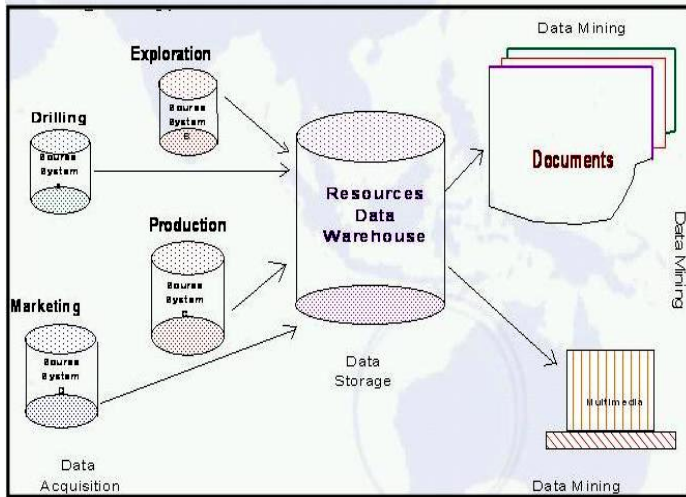 Data Mining
Exploration
Source
System
Drilling
Source
System
Documents
Resources
Data
Warehouse
Production
Source
System
Data Mining
Marketing
Source
System
Data
Storage
Multimedia
Data
Acquisition
Data Mining